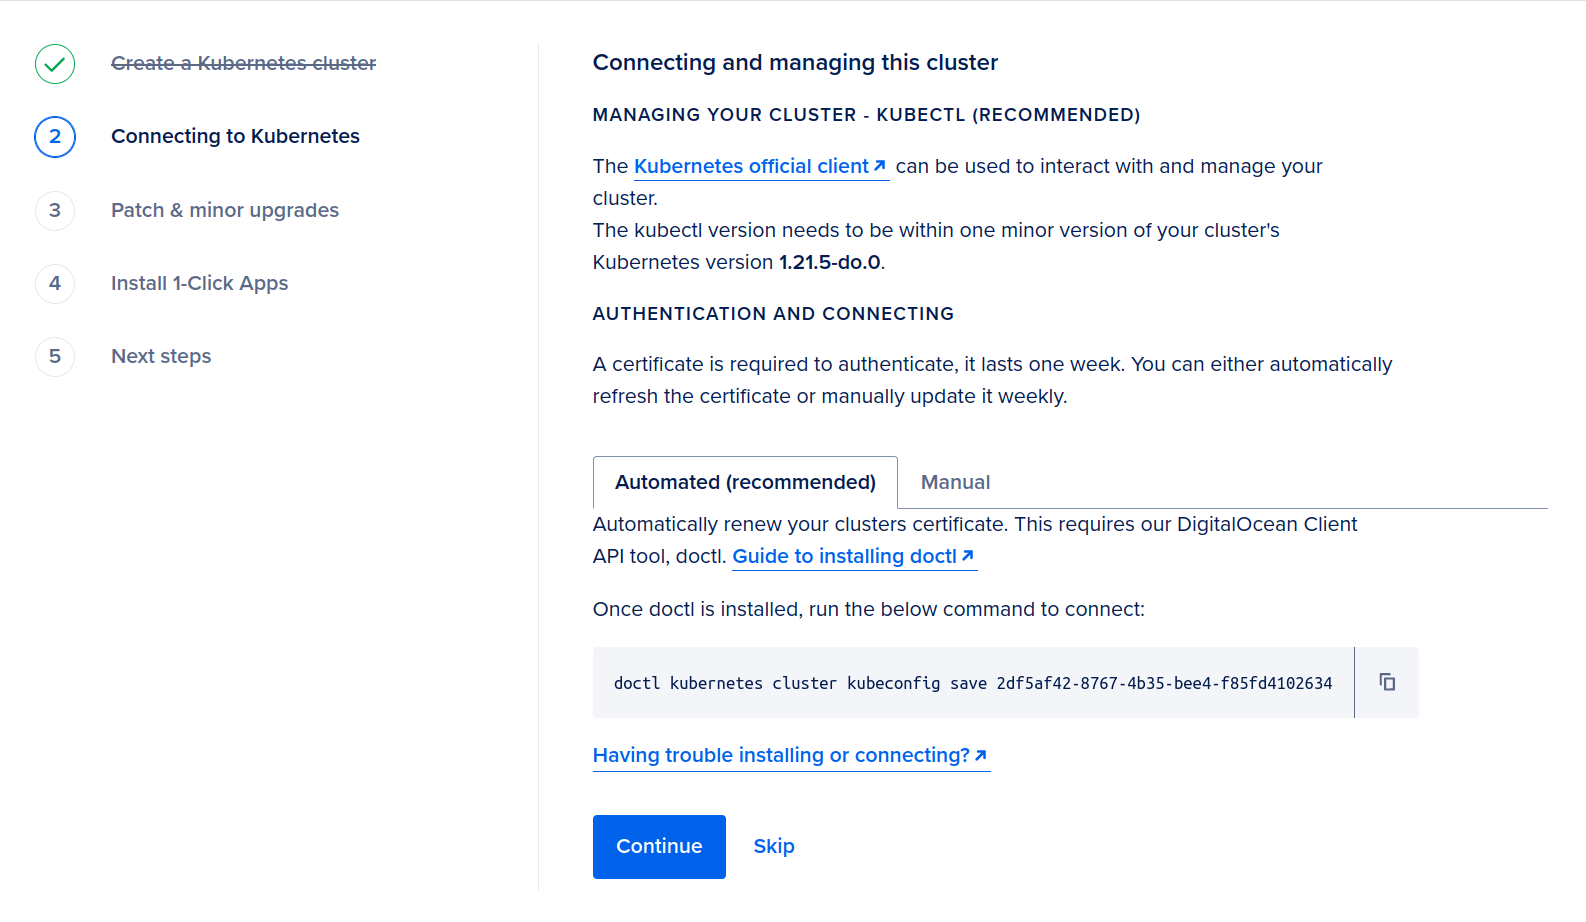 Create a Kubernetes cluster
2 Connecting to Kubernetes
3 Patch & minor upgrades
4 Install 1-Click Apps
5 Next steps
Connecting and managing this cluster
MANAGING YOUR CLUSTER - KUBECTL (RECOMMENDED)
The Kubernetes official client can be used to interact with and manage your
cluster.
The kubectl version needs to be within one minor version of your cluster's
Kubernetes version 1.21.5-do.0.
AUTHENTICATION AND CONNECTING
A certificate is required to authenticate, it lasts one week. You can either automatically
refresh the certificate or manually update it weekly.
Automated (recommended) Manual
Automatically renew your clusters certificate. This requires our DigitalOcean Client
API tool, doctl. Guide to installing doctl
Once doctl is installed, run the below command to connect:
doctl kubernetes cluster kubeconfig save 2df5af42-8767-4b35-bee4-f85fd4102634
Having trouble installing or connecting?
Continue Skip